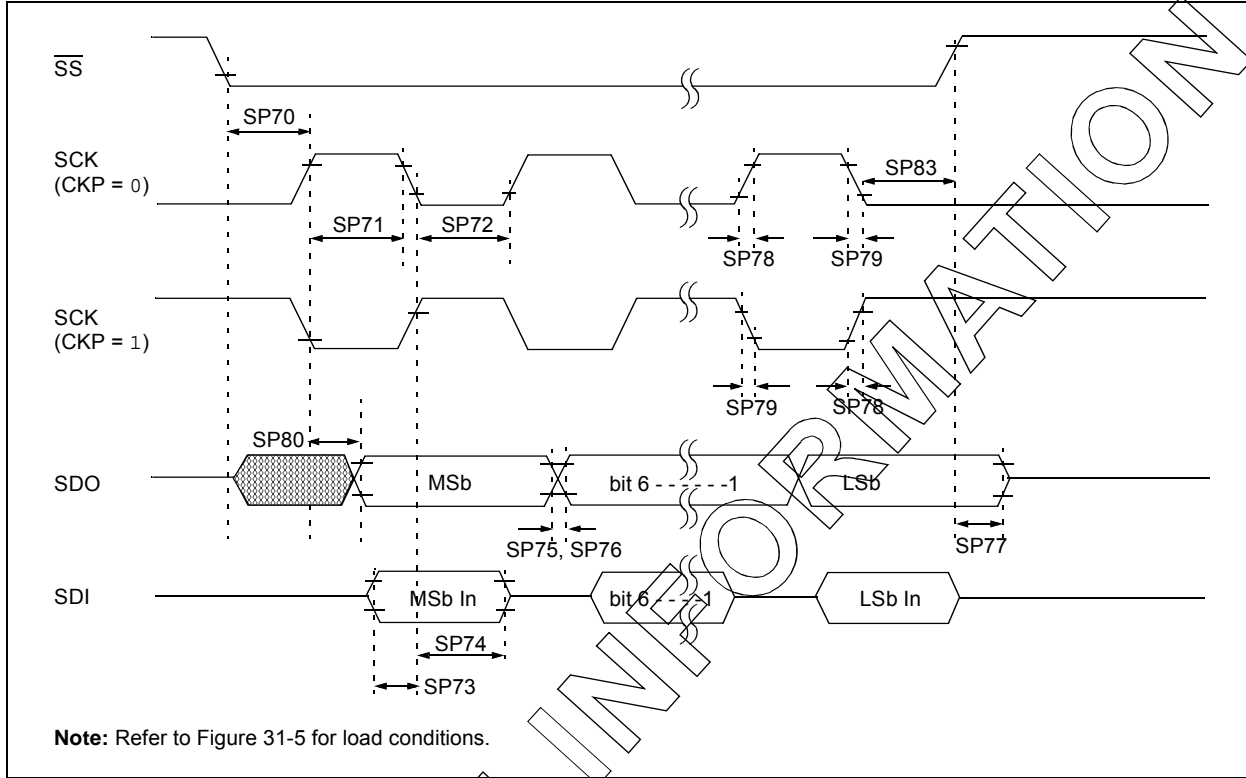 SS
SP70
SCK
(CKP = 0)
SP83
SP71
SP72
SP78
SP79
SCK
(CKP = 1)
SP79
SP78
SP80
SDO
MSb
bit 6 - - - - - -1
LSb
SP75, SP76
SP77
SDI
MSb In
bit 6 - - - -1
LSb In
SP74
SP73
Note: Refer to Figure 31-5 for load conditions.
INFORMATION